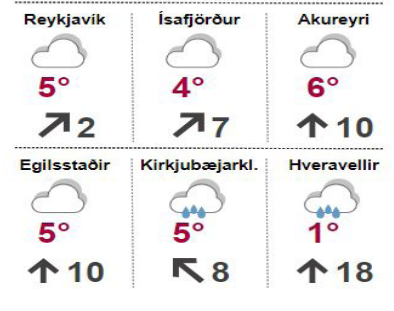 Reykjavík Ísafjörður Akureyri
5° 4° 6°
2 7 10
Egilsstaðir Kirkjubæjarkl. Hveravellir
5° 5° 1°
10 8 18